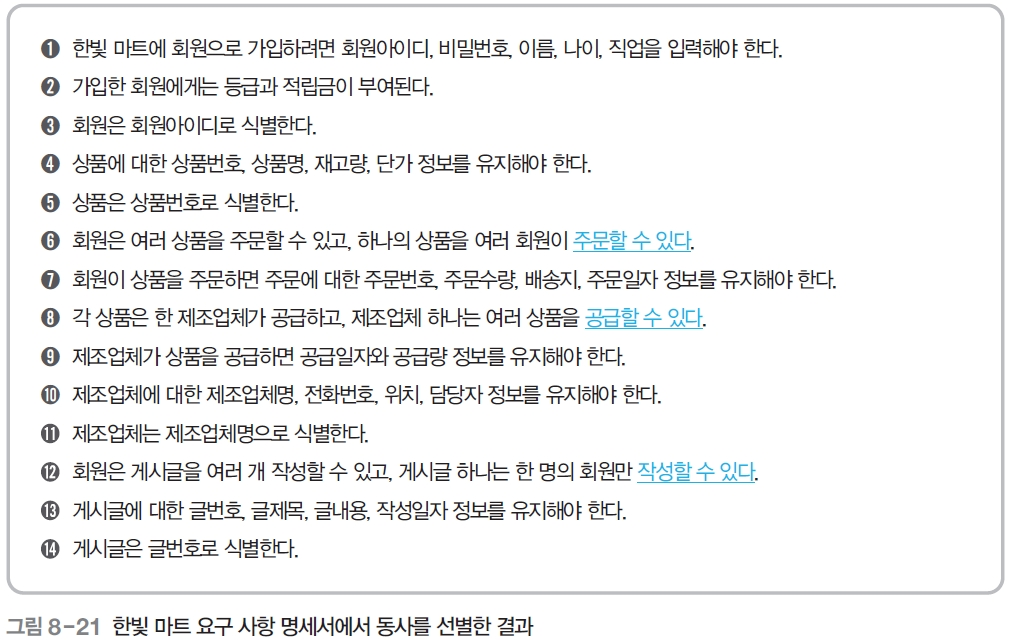 ❶ 한빛 마트에 회원으로 가입하려면 회원아이디, 비밀번호, 이름, 나이, 직업을 입력해야 한다.
❷ 가입한 회원에게는 등급과 적립금이 부여된다.
❸ 회원은 회원아이디로 식별한다.
❹ 상품에 대한 상품번호, 상품명, 재고량, 단가 정보를 유지해야 한다.
❺ 상품은 상품번호로 식별한다.
❻ 회원은 여러 상품을 주문할 수 있고, 하나의 상품을 여러 회원이 주문할 수 있다.
❼ 회원이 상품을 주문하면 주문에 대한 주문번호, 주문수량, 배송지, 주문일자 정보를 유지해야 한다.
❽ 각 상품은 한 제조업체가 공급하고, 제조업체 하나는 여러 상품을 공급할 수 있다.
❾ 제조업체가 상품을 공급하면 공급일자와 공급량 정보를 유지해야 한다.
❿ 제조업체에 대한 제조업체명, 전화번호, 위치, 담당자 정보를 유지해야 한다.
⓫ 제조업체는 제조업체명으로 식별한다.
⓬ 회원은 게시글을 여러 개 작성할 수 있고, 게시글 하나는 한 명의 회원만 작성할 수 있다.
⓭ 게시글에 대한 글번호, 글제목, 글내용, 작성일자 정보를 유지해야 한다.
⓮ 게시글은 글번호로 식별한다.
그림 8-21 한빛 마트 요구 사항 명세서에서 동사를 선별한 결과